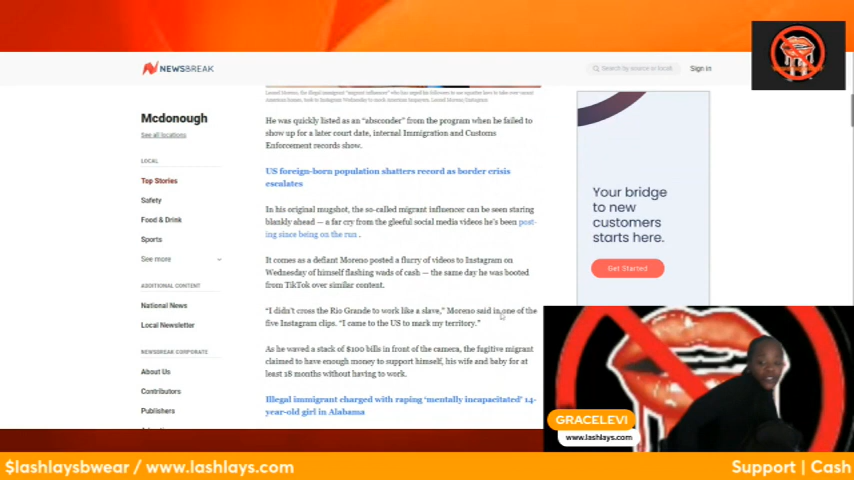 NEWSBREAK
Search by source or locati
Sign in
Mcdonough
See all locations
LOCAL
Top Stories
Safety
Food & Drink
Sports
See more
ADDITIONAL CONTENT
National News
Local Newsletter
NEWSBREAK CORPORATE
About Us
Contributors
Publishers
He was quickly listed as an “absconder” from the program when he failed to
show up for a later court date, internal Immigration and Customs
Enforcement records show.
US foreign-born population shatters record as border crisis
escalates
In his original mugshot, the so-called migrant influencer can be seen staring
blankly ahead — a far cry from the gleeful social media videos he’s been post-
ing since being on the run .
It comes as a defiant Moreno posted a flurry of videos to Instagram on
Wednesday of himself flashing wads of cash — the same day he was booted
from TikTok over similar content.
“I didn’t cross the Rio Grande to work like a slave,” Moreno said in one of the
five Instagram clips. “I came to the US to mark my territory.”
As he waved a stack of $100 bills in front of the camera, the fugitive migrant
claimed to have enough money to support himself, his wife and baby for at
least 18 months without having to work.
Illegal immigrant charged with raping ‘mentally incapacitated’ 14-
year-old girl in Alabama
Your bridge
to new
customers
starts here.
Get Started
GRACELEVI
www.lashlays.com
$lashlaysbwear / www.lashlays.com
Support | Cash